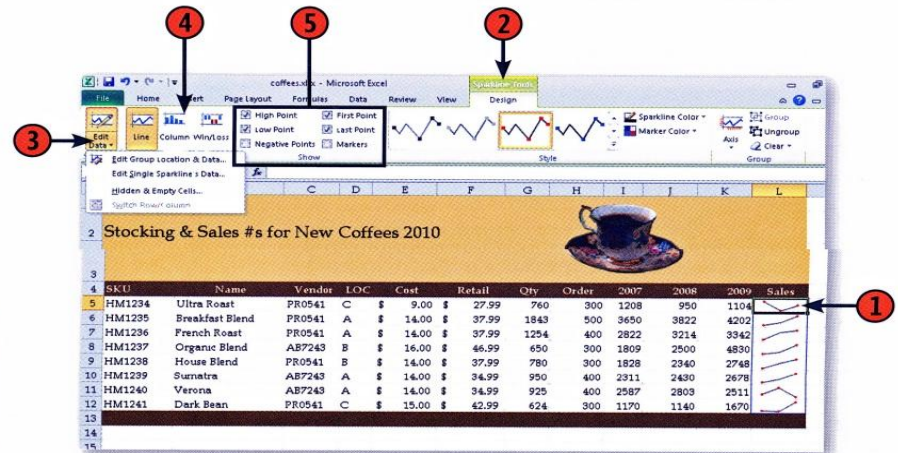 4 5 2
coffees.xlsx - Microsoft Excel Sparkline Tools
File Home Insert Page Layout Formulas Data Review View Design
High Point First Point
Low Point Last Point
Negative Points Markers
Show
Edit Data
Line Column Win/Loss
Style
Sparkline Color
Marker Color
Axis
Group
Ungroup
Clear
Group
3
Edit Group Location & Data...
Edit Single Sparkline's Data...
Hidden & Empty Cells...
Switch Row/Column
fx
C D E F G H I J K L
2 Stocking & Sales #s for New Coffees 2010
3
4 SKU Name Vendor LOC Cost Retail Qty Order 2007 2008 2009 Sales
5 HM1234 Ultra Roast PR0541 C $ 9.00 $ 27.99 760 300 1208 950 1104
1
6 HM1235 Breakfast Blend PR0541 A $ 14.00 $ 37.99 1843 500 3650 3822 4202
7 HM1236 French Roast PR0541 A $ 14.00 $ 37.99 1254 400 2822 3214 3342
8 HM1237 Organic Blend AB7243 B $ 16.00 $ 46.99 650 300 1809 2500 4830
9 HM1238 House Blend PR0541 B $ 14.00 $ 37.99 780 300 1828 2340 2748
10 HM1239 Sumatra AB7243 A $ 14.00 $ 34.99 950 400 2311 2430 2678
11 HM1240 Verona AB7243 A $ 14.00 $ 34.99 925 400 2587 2803 2511
12 HM1241 Dark Bean PR0541 C $ 15.00 $ 42.99 624 300 1170 1140 1670
13
14
15